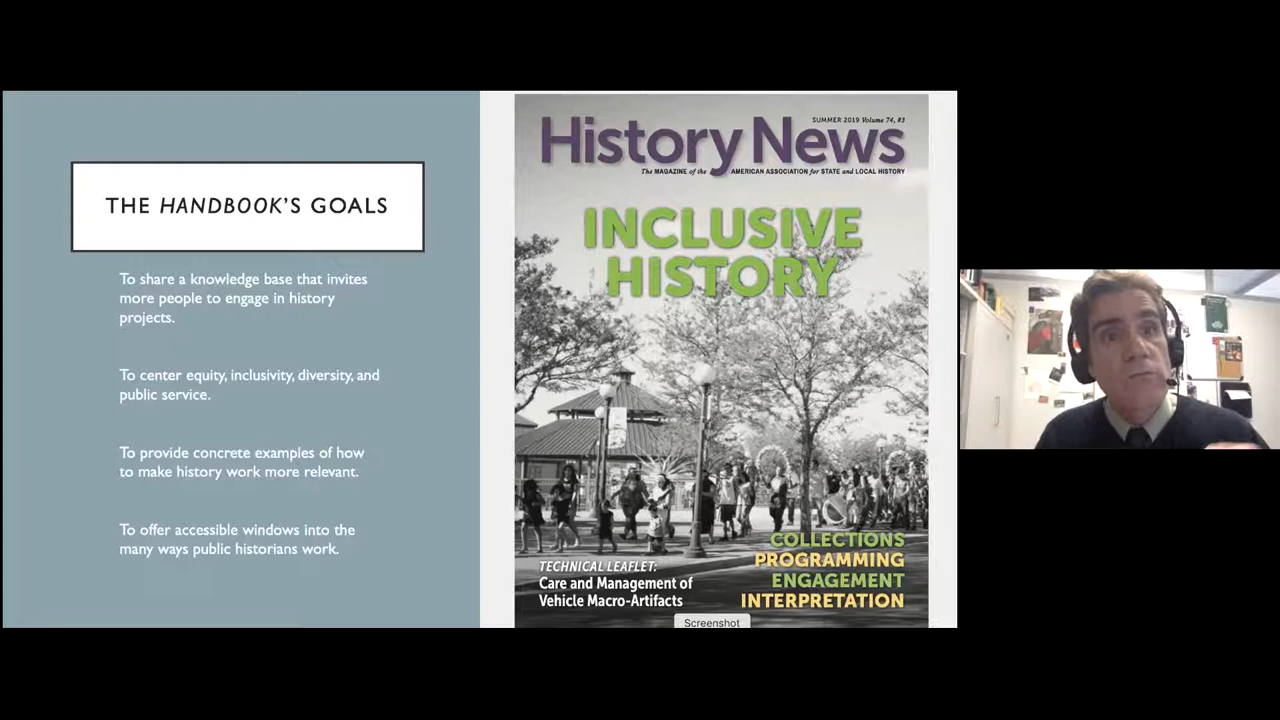 THE HANDBOOK'S GOALS
To share a knowledge base that invites
more people to engage in history
projects.
To center equity, inclusivity, diversity, and
public service.
To provide concrete examples of how
to make history work more relevant.
To offer accessible windows into the
many ways public historians work.
SUMMER 2019 Volume 74, #3
History News
The MAGAZINE of the AMERICAN ASSOCIATION for STATE and LOCAL HISTORY
INCLUSIVE
HISTORY
TECHNICAL LEAFLET:
Care and Management of
Vehicle Macro-Artifacts
COLLECTIONS
PROGRAMMING
ENGAGEMENT
INTERPRETATION
Screenshot